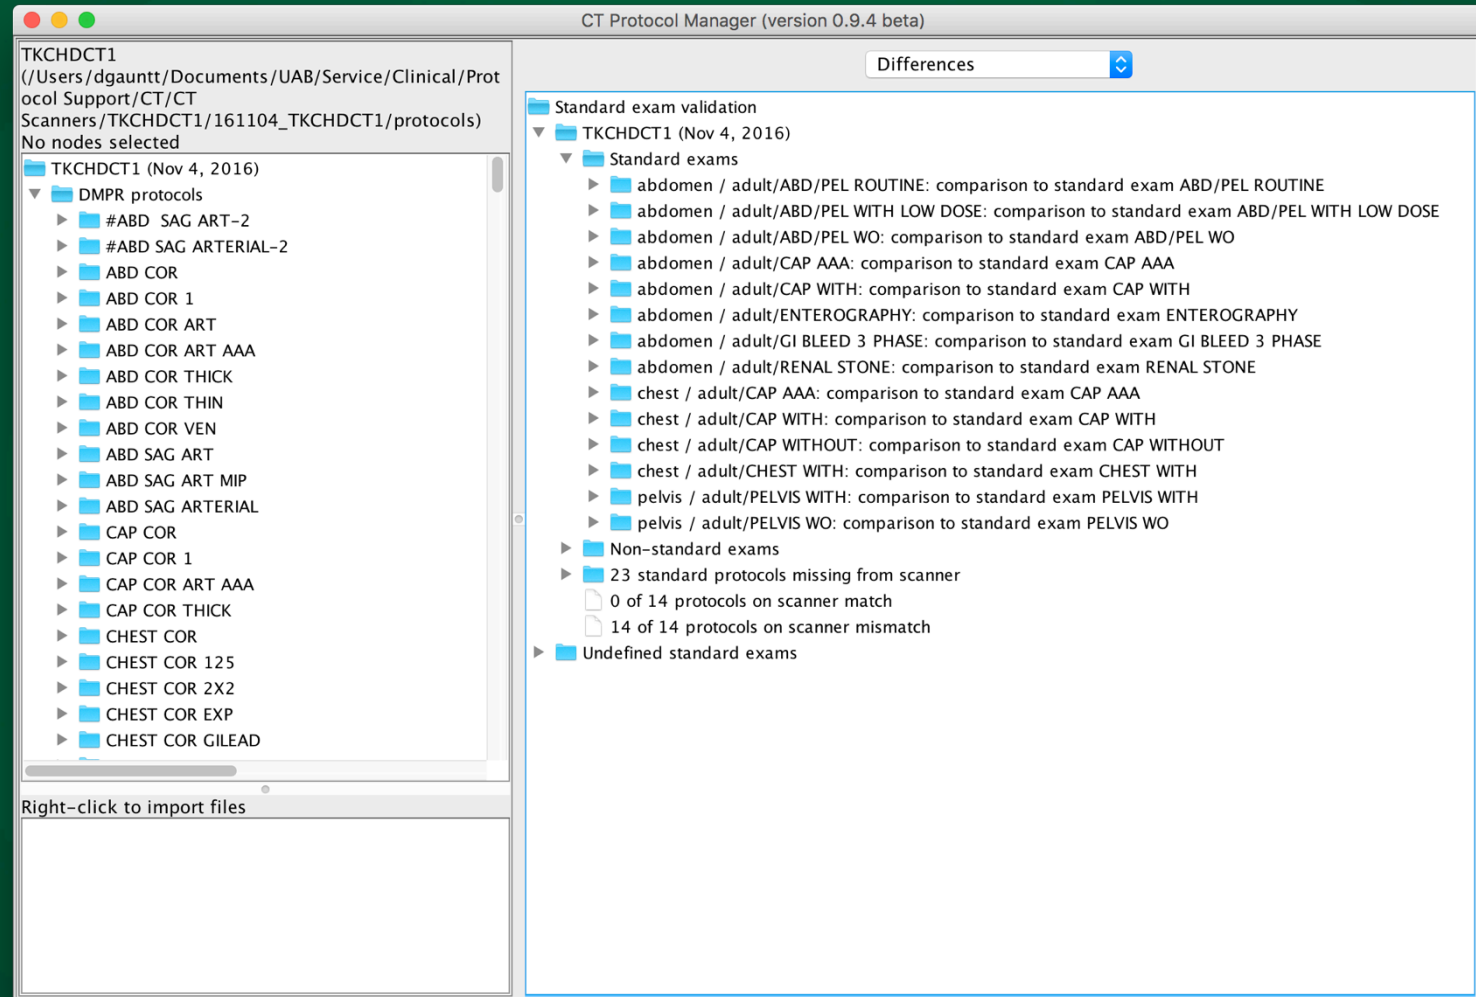 CT Protocol Manager (version 0.9.4 beta)
TKCHDCT1
(/Users/dgauntt/Documents/UAB/Service/Clinical/Prot
ocol Support/CT/CT
Scanners/TKCHDCT1/161104_TKCHDCT1/protocols)
No nodes selected
TKCHDCT1 (Nov 4, 2016)
DMPR protocols
#ABD  SAG ART-2
#ABD SAG ARTERIAL-2
ABD COR
ABD COR 1
ABD COR ART
ABD COR ART AAA
ABD COR THICK
ABD COR THIN
ABD COR VEN
ABD SAG ART
ABD SAG ART MIP
ABD SAG ARTERIAL
CAP COR
CAP COR 1
CAP COR ART AAA
CAP COR THICK
CHEST COR
CHEST COR 125
CHEST COR 2X2
CHEST COR EXP
CHEST COR GILEAD
Right-click to import files
Differences
Standard exam validation
TKCHDCT1 (Nov 4, 2016)
Standard exams
abdomen / adult/ABD/PEL ROUTINE: comparison to standard exam ABD/PEL ROUTINE
abdomen / adult/ABD/PEL WITH LOW DOSE: comparison to standard exam ABD/PEL WITH LOW DOSE
abdomen / adult/ABD/PEL WO: comparison to standard exam ABD/PEL WO
abdomen / adult/CAP AAA: comparison to standard exam CAP AAA
abdomen / adult/CAP WITH: comparison to standard exam CAP WITH
abdomen / adult/ENTEROGRAPHY: comparison to standard exam ENTEROGRAPHY
abdomen / adult/GI BLEED 3 PHASE: comparison to standard exam GI BLEED 3 PHASE
abdomen / adult/RENAL STONE: comparison to standard exam RENAL STONE
chest / adult/CAP AAA: comparison to standard exam CAP AAA
chest / adult/CAP WITH: comparison to standard exam CAP WITH
chest / adult/CAP WITHOUT: comparison to standard exam CAP WITHOUT
chest / adult/CHEST WITH: comparison to standard exam CHEST WITH
pelvis / adult/PELVIS WITH: comparison to standard exam PELVIS WITH
pelvis / adult/PELVIS WO: comparison to standard exam PELVIS WO
Non-standard exams
23 standard protocols missing from scanner
0 of 14 protocols on scanner match
14 of 14 protocols on scanner mismatch
Undefined standard exams